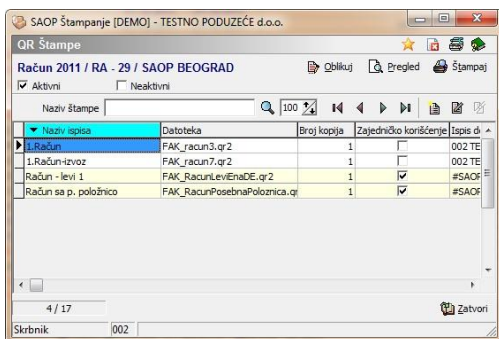 SAOP Štampanje [DEMO] - TESTNO PODUZEĆE d.o.o.
QR Štampe
Račun 2011 / RA - 29 / SAOP BEOGRAD Oblikuj Pregled Štampaj
Aktivni Neaktivni
Naziv štampe 100
Naziv ispisa Datoteka Broj kopija Zajedničko korišćenje Ispis d
1.Račun FAK_racun3.qr2 1 002 TE
1.Račun-izvoz FAK_racun7.qr2 1 002 TE
Račun - levi 1 FAK_RacunLeviEnaDE.qr2 1 #SAOP
Račun sa p. položnico FAK_RacunPosebnaPoloznica.qr 1 #SAOP
4 / 17 Zatvori
Skrbnik 002